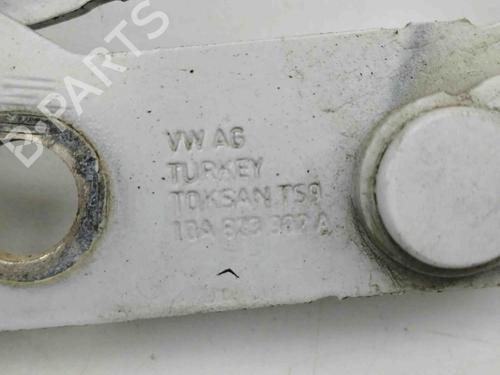 B-PARTS
VW AG
TURKEY
TOKSAN TS9
10A 823 302 A